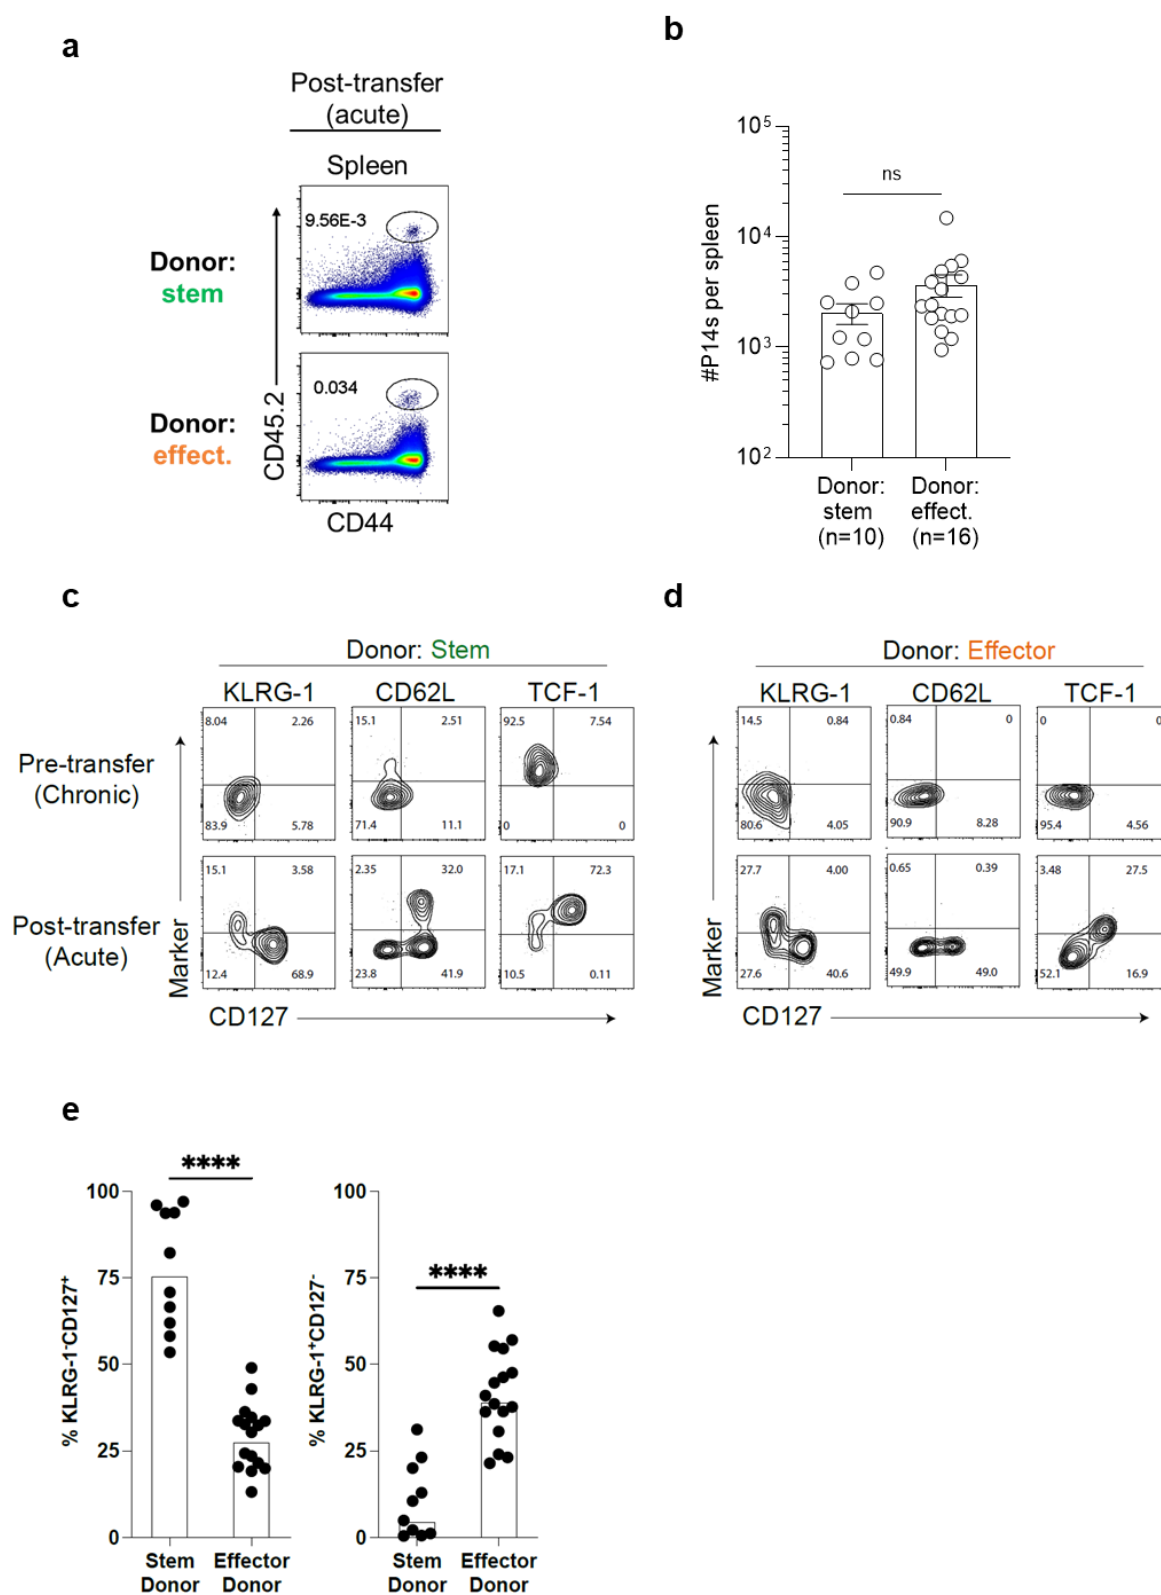 a
Post-transfer
(acute)
Spleen
9.56E-3
Donor:
stem
0.034
Donor:
effect.
CD45.2
CD44
b
10⁵
10⁴
10³
10²
#P14s per spleen
ns
Donor:
stem
(n=10)
Donor:
effect.
(n=16)
c
Donor: Stem
KLRG-1 CD62L TCF-1
Pre-transfer
(Chronic)
8.04 2.26
83.9 5.78
15.1 2.51
71.4 11.1
92.5 7.54
0 0
Post-transfer
(Acute)
15.1 3.58
12.4 68.9
2.35 32.0
23.8 41.9
17.1 72.3
10.5 0.11
Marker
CD127
d
Donor: Effector
KLRG-1 CD62L TCF-1
14.5 0.84
80.6 4.05
0.84 0
90.9 8.28
0 0
95.4 4.56
27.7 4.00
27.6 40.6
0.65 0.39
49.9 49.0
3.48 27.5
52.1 16.9
Marker
CD127
e
% KLRG-1⁻CD127⁺
100
75
50
25
0
****
Stem
Donor
Effector
Donor
% KLRG-1⁺CD127⁻
100
75
50
25
0
****
Stem
Donor
Effector
Donor